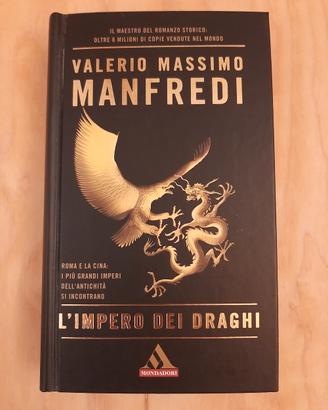 IL MAESTRO DEL ROMANZO STORICO:
OLTRE 6 MILIONI DI COPIE VENDUTE NEL MONDO
VALERIO MASSIMO
MANFREDI
ROMA E LA CINA:
I PIÙ GRANDI IMPERI
DELL'ANTICHITÀ
SI INCONTRANO
L'IMPERO DEI DRAGHI
MONDADORI